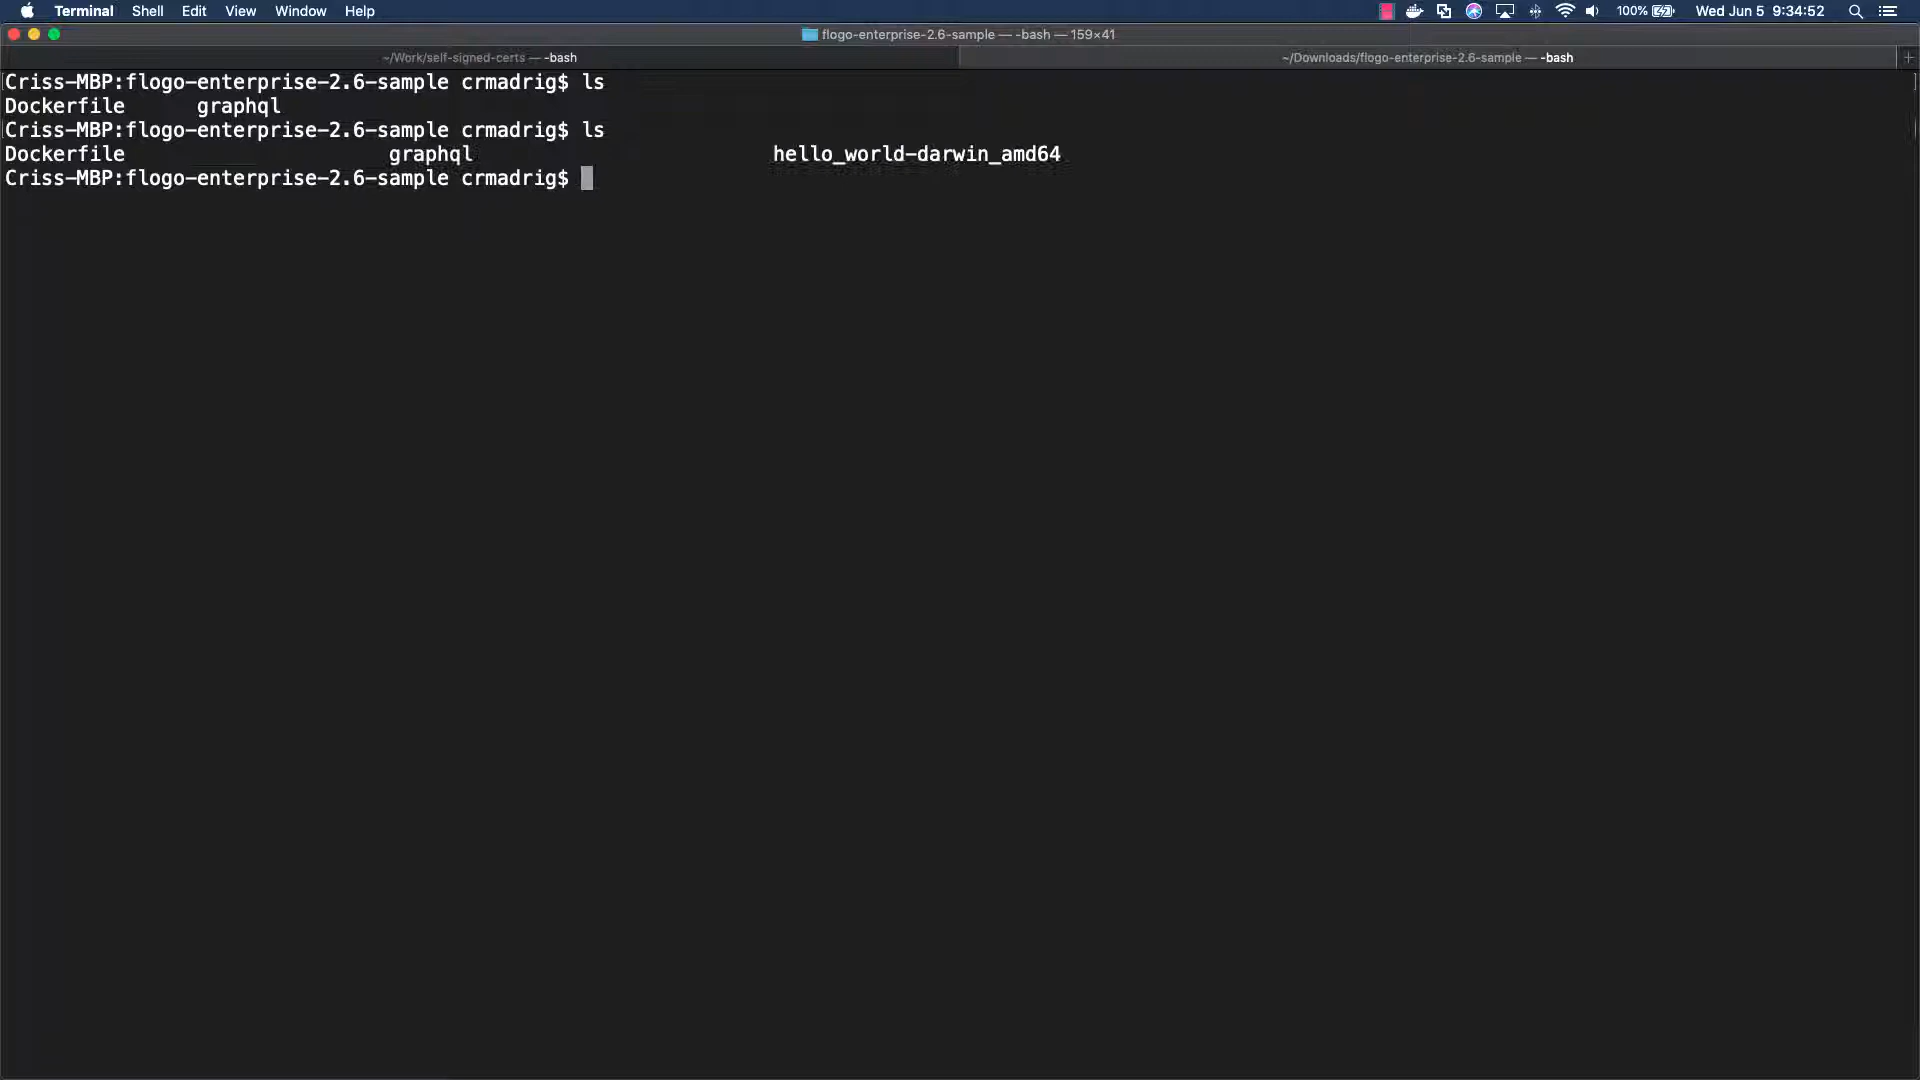 Terminal Shell Edit View Window Help 100% Wed Jun 5 9:34:52
flogo-enterprise-2.6-sample — -bash — 159×41
~/Work/self-signed-certs — -bash ~/Downloads/flogo-enterprise-2.6-sample — -bash
Criss-MBP:flogo-enterprise-2.6-sample crmadrig$ ls
Dockerfile graphql
Criss-MBP:flogo-enterprise-2.6-sample crmadrig$ ls
Dockerfile graphql hello_world-darwin_amd64
Criss-MBP:flogo-enterprise-2.6-sample crmadrig$